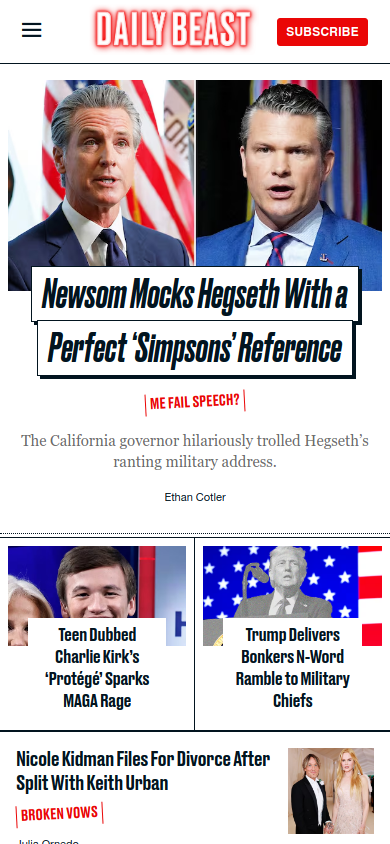 DAILY BEAST
SUBSCRIBE
Newsom Mocks Hegseth With a
Perfect ‘Simpsons’ Reference
ME FAIL SPEECH?
The California governor hilariously trolled Hegseth’s
ranting military address.
Ethan Cotler
Teen Dubbed
Charlie Kirk’s
‘Protégé’ Sparks
MAGA Rage
Trump Delivers
Bonkers N-Word
Ramble to Military
Chiefs
Nicole Kidman Files For Divorce After
Split With Keith Urban
BROKEN VOWS